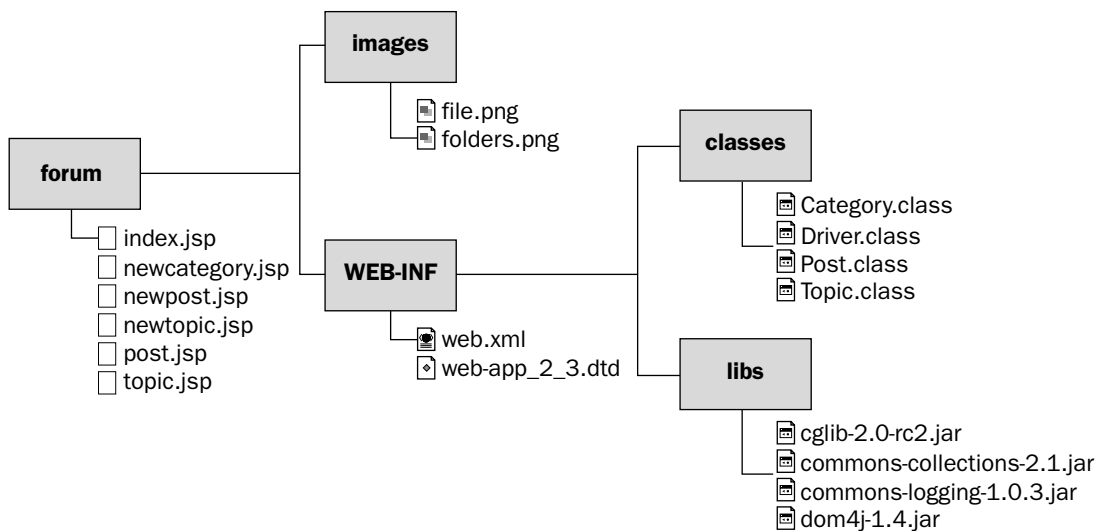 images
file.png
folders.png
forum
index.jsp
newcategory.jsp
newpost.jsp
newtopic.jsp
post.jsp
topic.jsp
WEB-INF
web.xml
web-app_2_3.dtd
classes
Category.class
Driver.class
Post.class
Topic.class
libs
cglib-2.0-rc2.jar
commons-collections-2.1.jar
commons-logging-1.0.3.jar
dom4j-1.4.jar